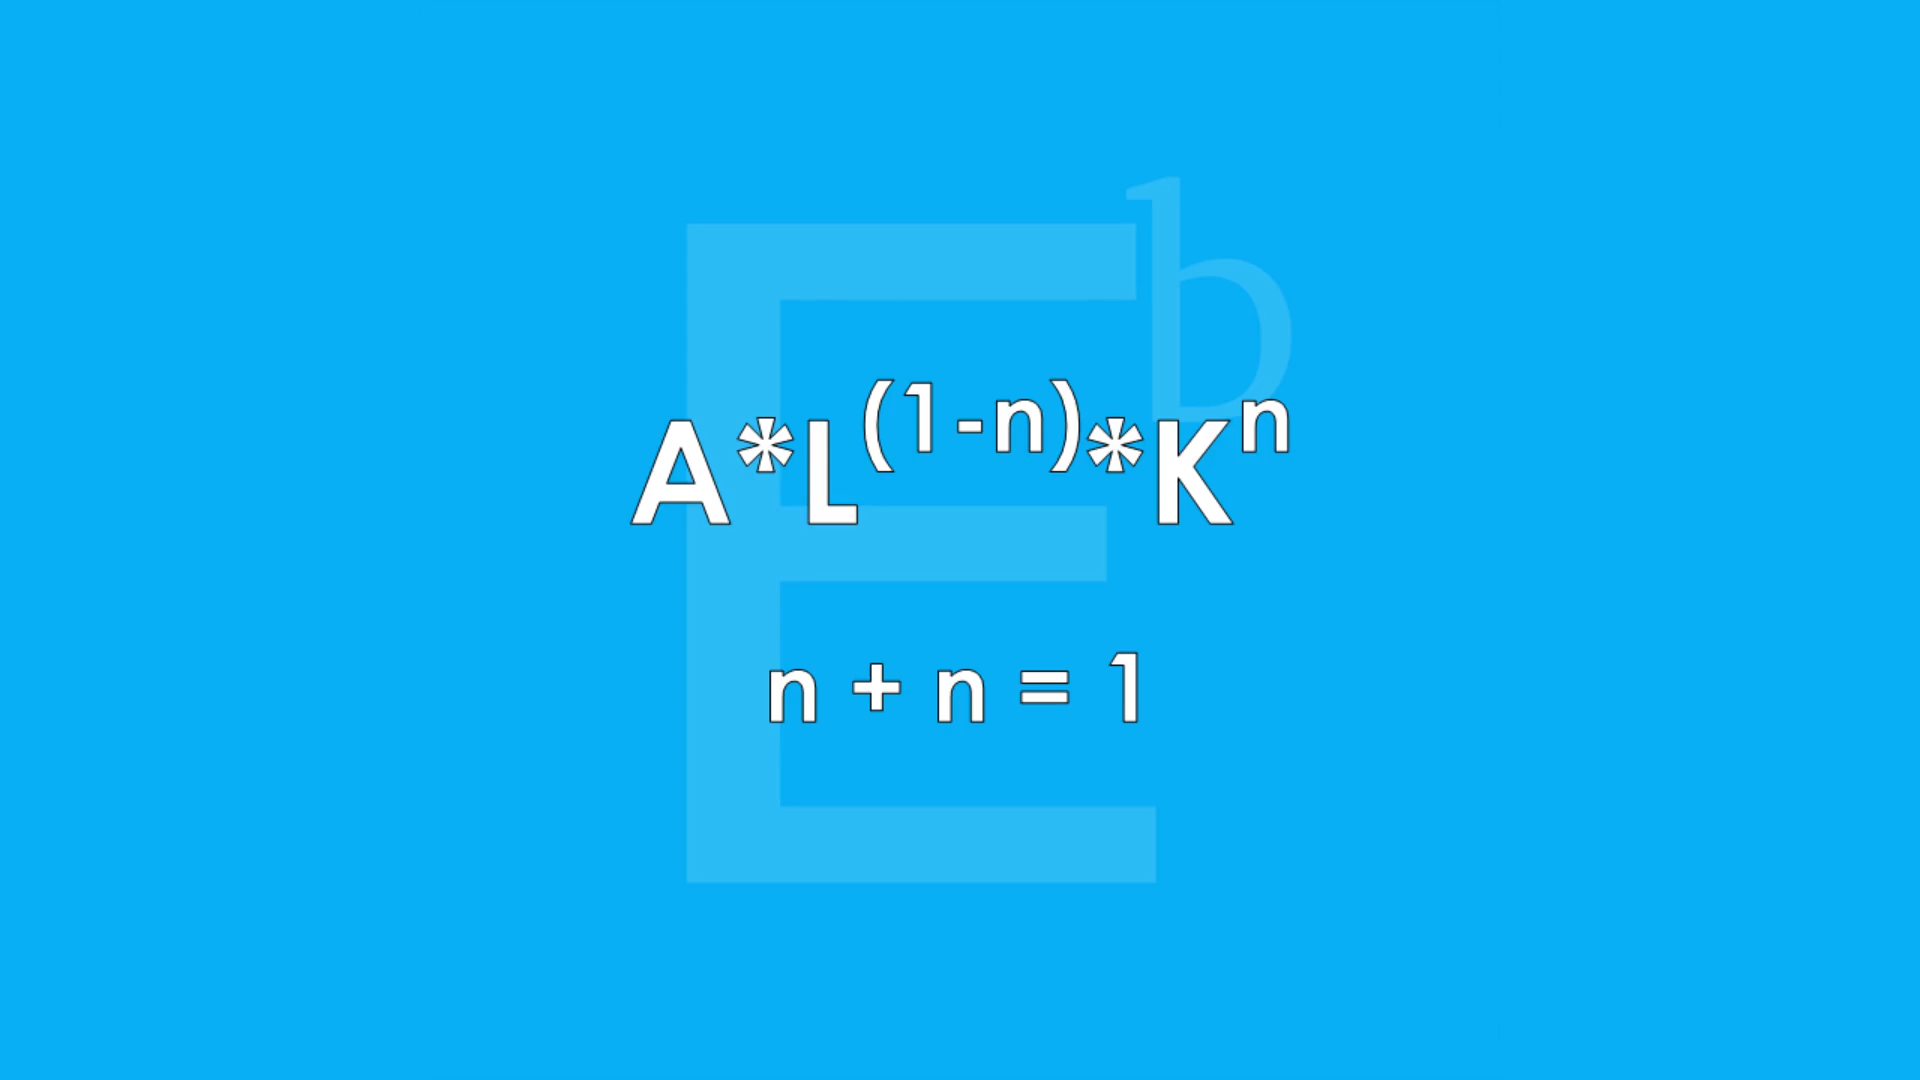 E^b
A*L^(1-n)*K^n
n + n = 1